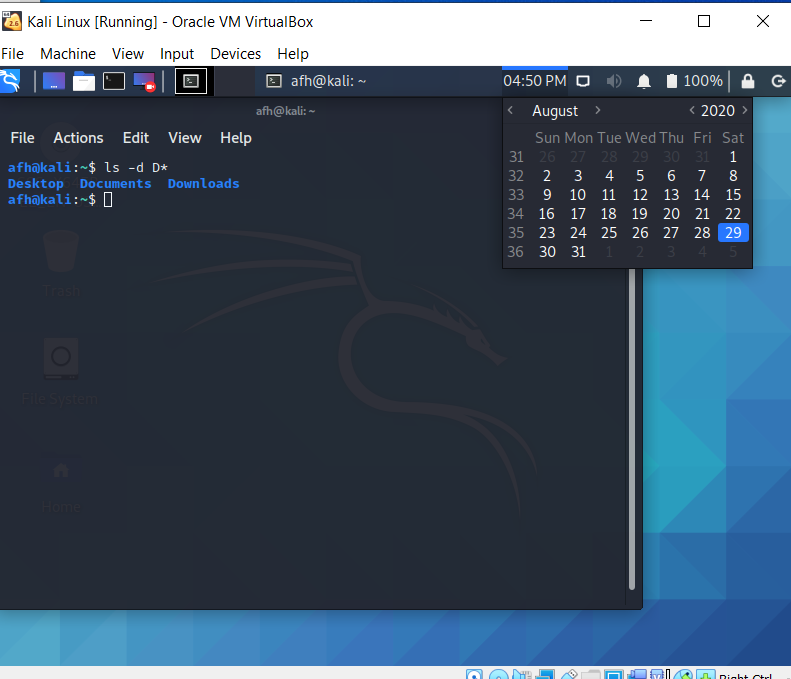 Kali Linux [Running] - Oracle VM VirtualBox
File Machine View Input Devices Help
afh@kali: ~ 04:50 PM 100%
afh@kali: ~
File Actions Edit View Help
afh@kali:~$ ls -d D*
Desktop Documents Downloads
afh@kali:~$
Trash
File System
Home
August 2020
Sun Mon Tue Wed Thu Fri Sat
31 26 27 28 29 30 31 1
32 2 3 4 5 6 7 8
33 9 10 11 12 13 14 15
34 16 17 18 19 20 21 22
35 23 24 25 26 27 28 29
36 30 31 1 2 3 4 5
Right Ctrl